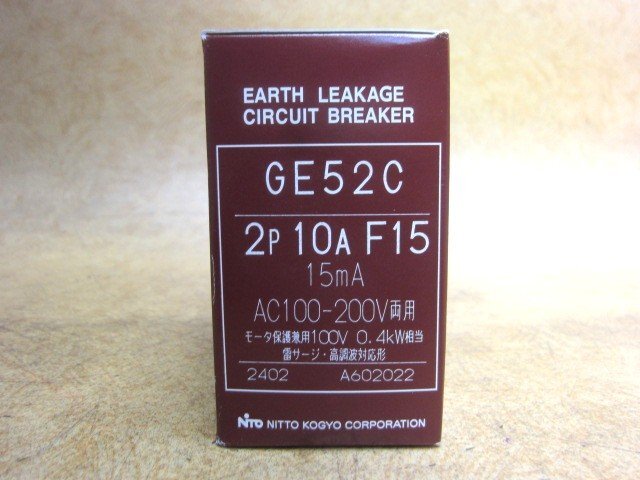 EARTH LEAKAGE
CIRCUIT BREAKER
GE52C
2P 10A F15
15mA
AC100-200V両用
モータ保護兼用100V 0.4kW相当
雷サージ・高調波対応形
2402 A602022
NITO NITTO KOGYO CORPORATION